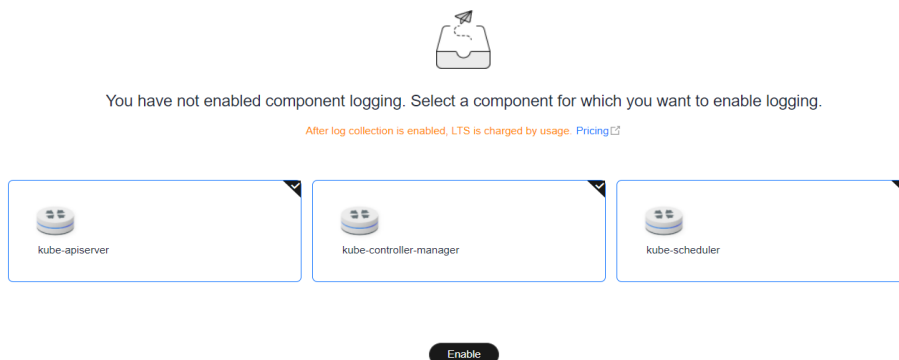 You have not enabled component logging. Select a component for which you want to enable logging.
After log collection is enabled, LTS is charged by usage. Pricing
kube-apiserver
kube-controller-manager
kube-scheduler
Enable